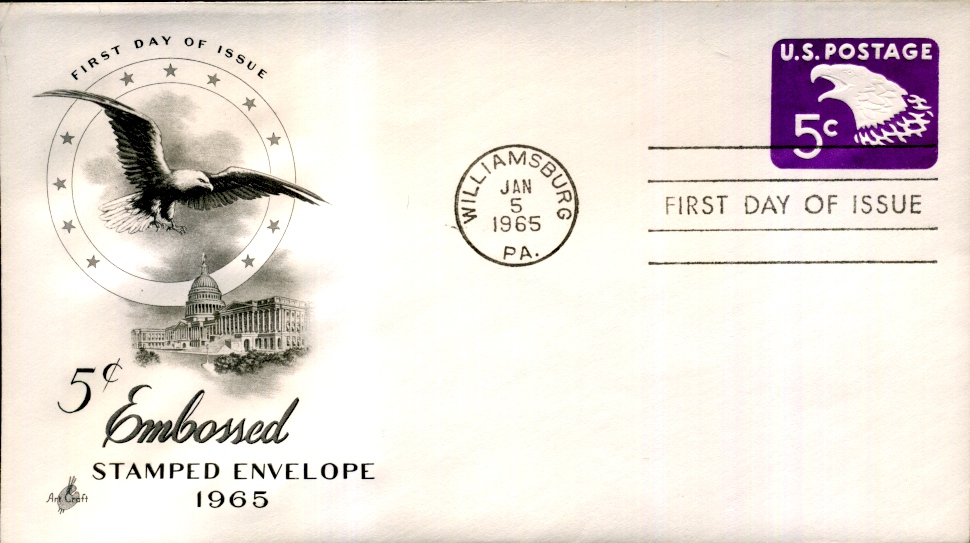 FIRST DAY OF ISSUE
U.S. POSTAGE
5c
WILLIAMSBURG
JAN
5
1965
PA.
FIRST DAY OF ISSUE
5¢
Embossed
STAMPED ENVELOPE
1965
Art Craft